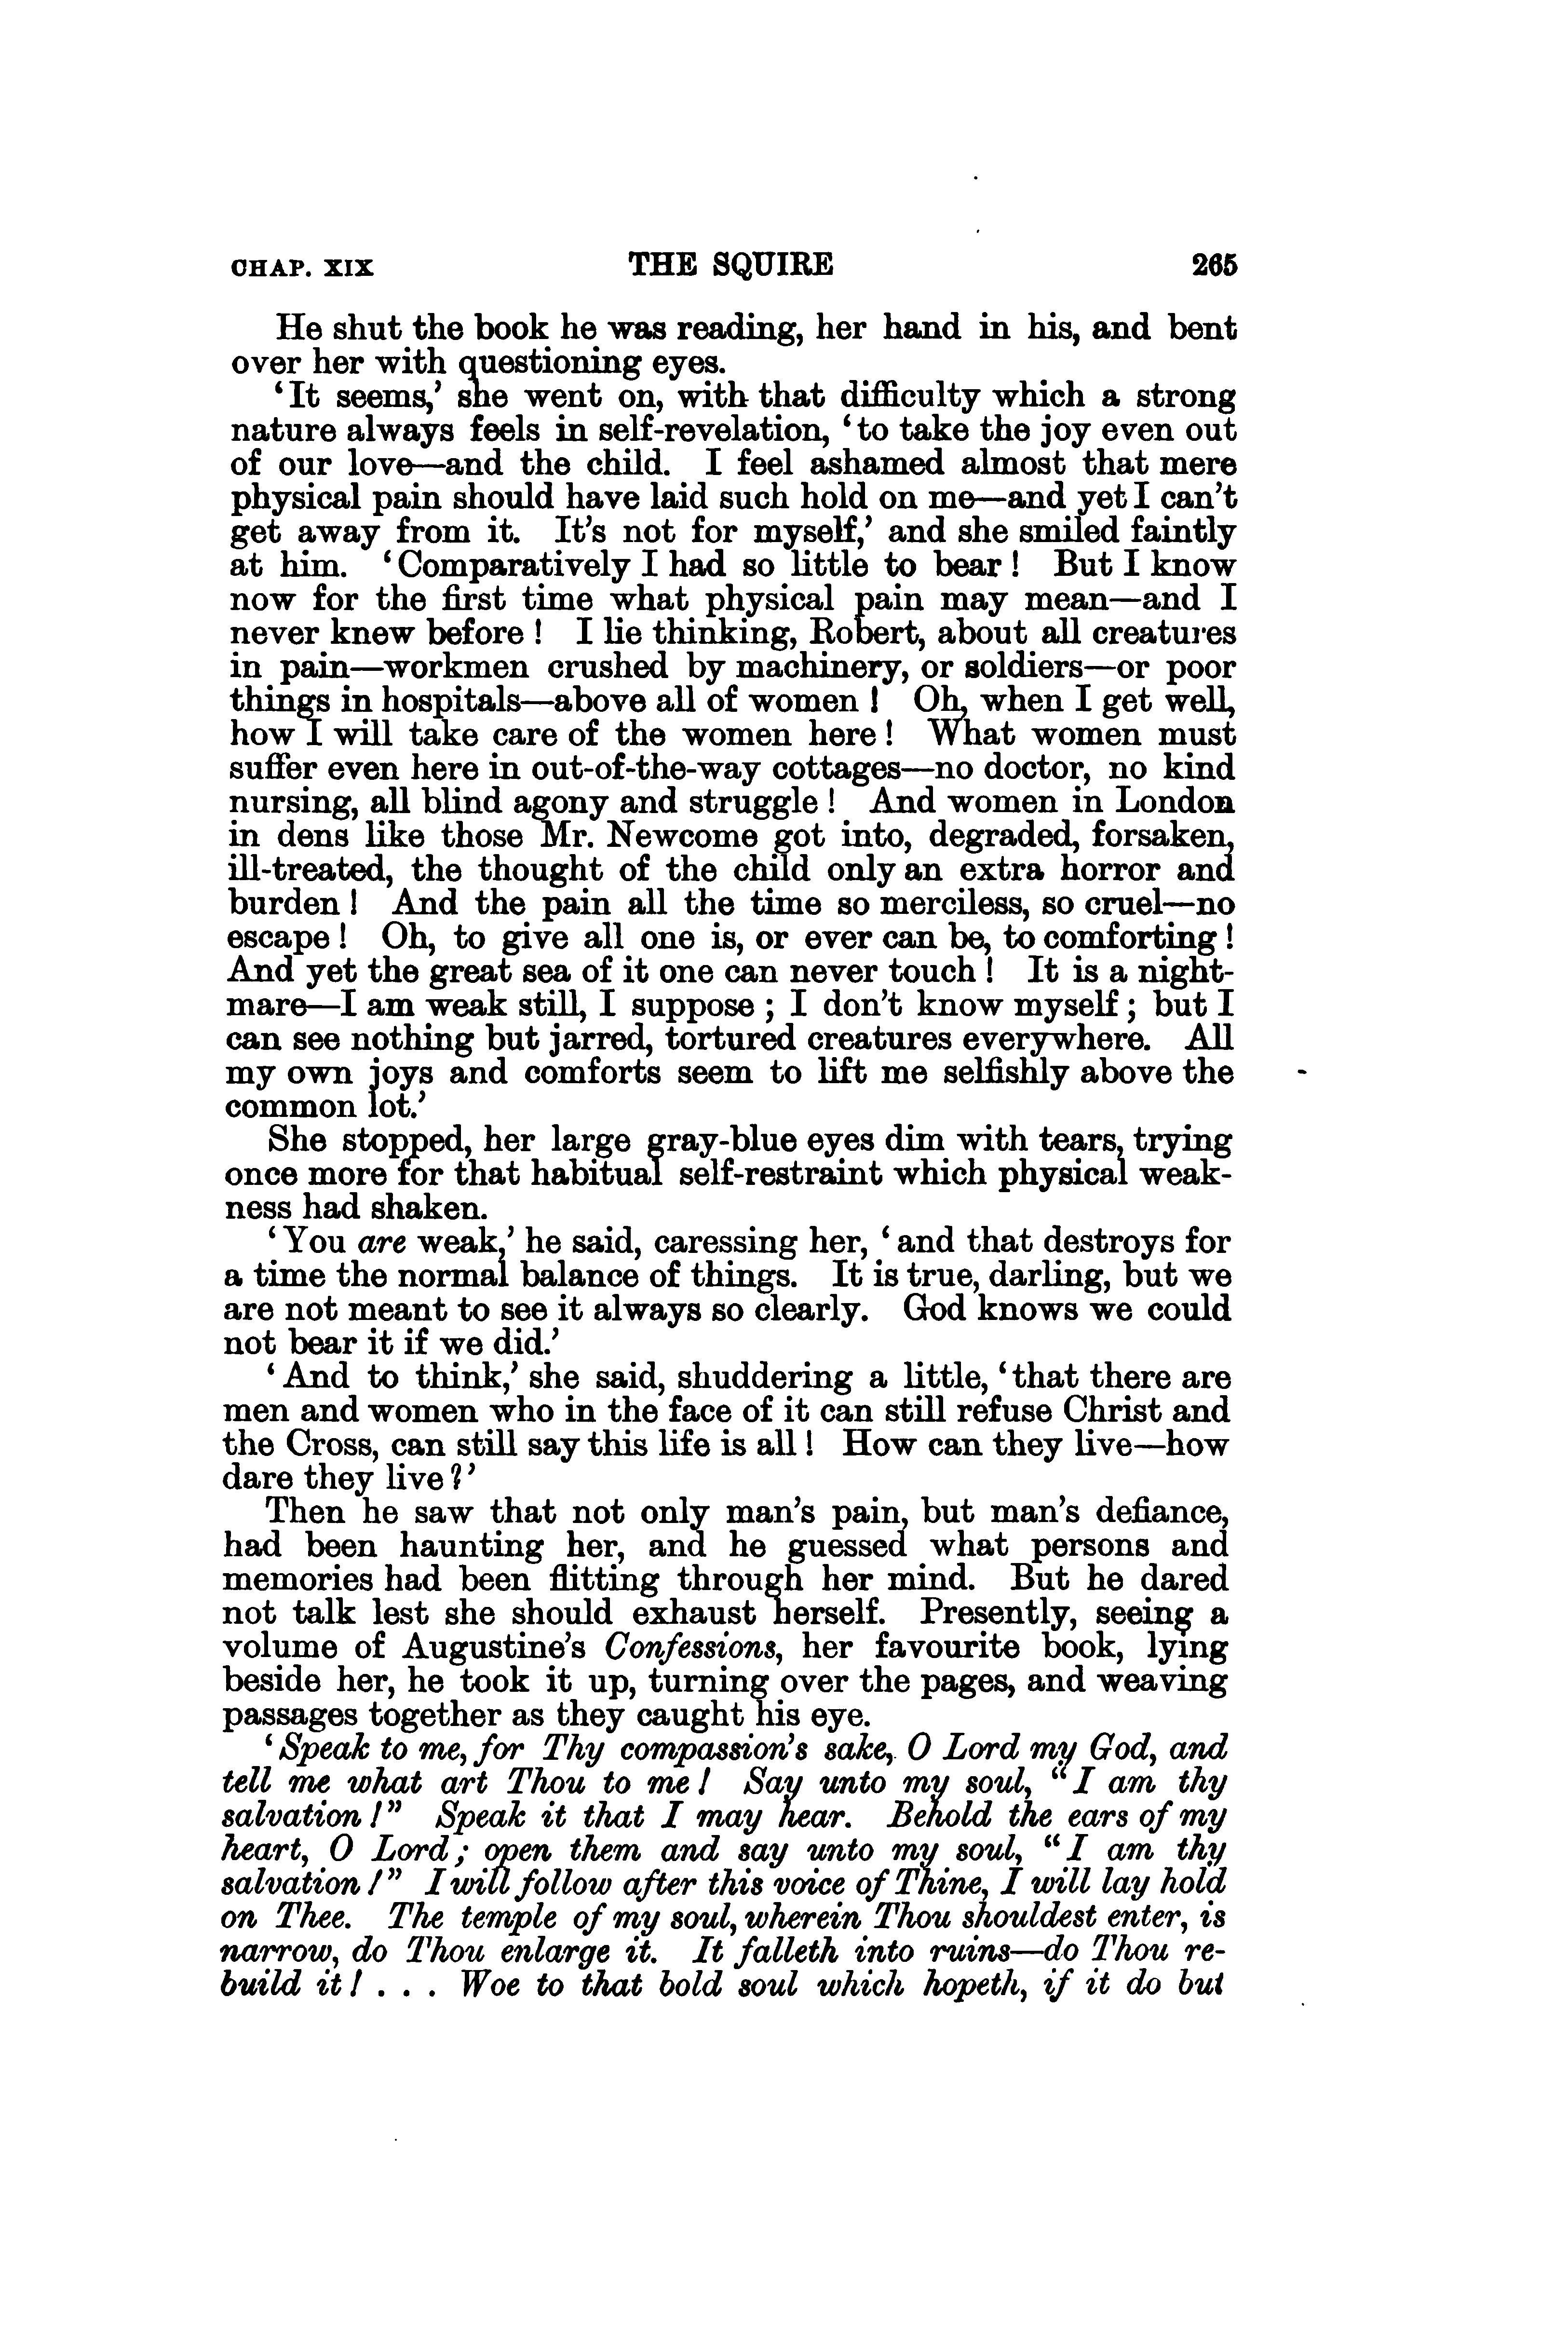 CHAP. XIX THE SQUIRE 265
He shut the book he was reading, her hand in his, and bent
over her with questioning eyes.
‘It seems,’ she went on, with that difficulty which a strong
nature always feels in self-revelation, ‘to take the joy even out
of our love—and the child. I feel ashamed almost that mere
physical pain should have laid such hold on me—and yet I can’t
get away from it. It’s not for myself,’ and she smiled faintly
at him. ‘Comparatively I had so little to bear! But I know
now for the first time what physical pain may mean—and I
never knew before! I lie thinking, Robert, about all creatures
in pain—workmen crushed by machinery, or soldiers—or poor
things in hospitals—above all of women! Oh, when I get well,
how I will take care of the women here! What women must
suffer even here in out-of-the-way cottages—no doctor, no kind
nursing, all blind agony and struggle! And women in London
in dens like those Mr. Newcome got into, degraded, forsaken,
ill-treated, the thought of the child only an extra horror and
burden! And the pain all the time so merciless, so cruel—no
escape! Oh, to give all one is, or ever can be, to comforting!
And yet the great sea of it one can never touch! It is a night-
mare—I am weak still, I suppose; I don’t know myself; but I
can see nothing but jarred, tortured creatures everywhere. All
my own joys and comforts seem to lift me selfishly above the
common lot.’
She stopped, her large gray-blue eyes dim with tears, trying
once more for that habitual self-restraint which physical weak-
ness had shaken.
‘You are weak,’ he said, caressing her, ‘and that destroys for
a time the normal balance of things. It is true, darling, but we
are not meant to see it always so clearly. God knows we could
not bear it if we did.’
‘And to think,’ she said, shuddering a little, ‘that there are
men and women who in the face of it can still refuse Christ and
the Cross, can still say this life is all! How can they live—how
dare they live?’
Then he saw that not only man’s pain, but man’s defiance,
had been haunting her, and he guessed what persons and
memories had been flitting through her mind. But he dared
not talk lest she should exhaust herself. Presently, seeing a
volume of Augustine’s Confessions, her favourite book, lying
beside her, he took it up, turning over the pages, and weaving
passages together as they caught his eye.
‘Speak to me, for Thy compassion’s sake, O Lord my God, and
tell me what art Thou to me! Say unto my soul, “I am thy
salvation!” Speak it that I may hear. Behold the ears of my
heart, O Lord; open them and say unto my soul, “I am thy
salvation!” I will follow after this voice of Thine, I will lay hold
on Thee. The temple of my soul, wherein Thou shouldest enter, is
narrow, do Thou enlarge it. It falleth into ruins—do Thou re-
build it! . . . Woe to that bold soul which hopeth, if it do but